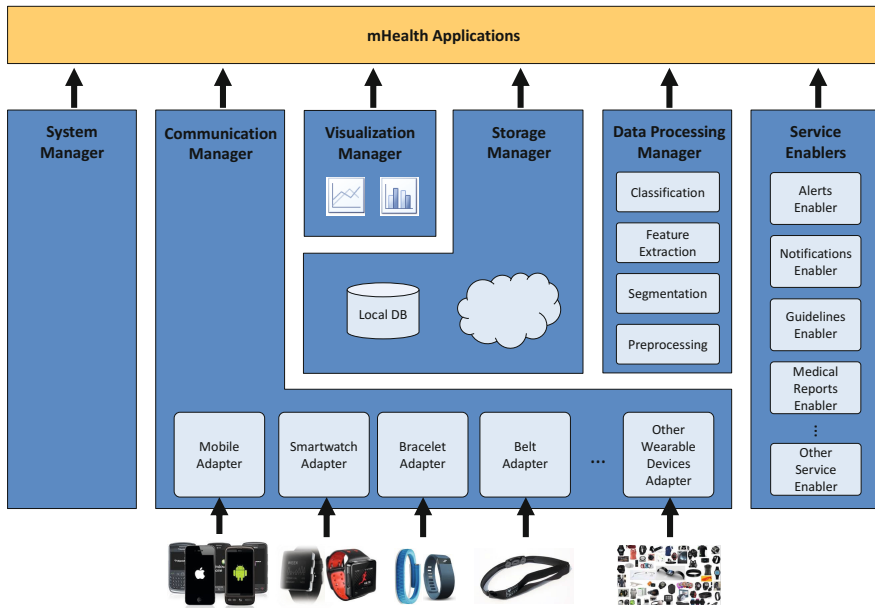 mHealth Applications
System
Manager
Communication
Manager
Visualization
Manager
Storage
Manager
Data Processing
Manager
Service
Enablers
Classification
Feature
Extraction
Segmentation
Preprocessing
Local DB
Alerts
Enabler
Notifications
Enabler
Guidelines
Enabler
Medical
Reports
Enabler
⋮
Other
Service
Enabler
Mobile
Adapter
Smartwatch
Adapter
Bracelet
Adapter
Belt
Adapter
...
Other
Wearable
Devices
Adapter